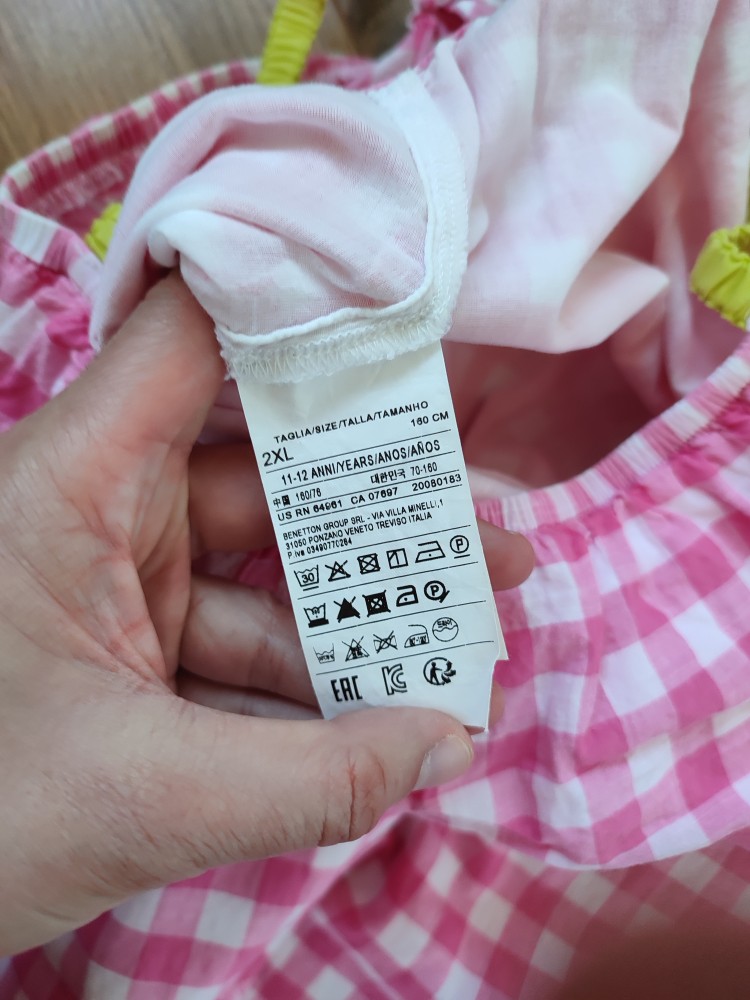 TAGLIA/SIZE/TALLA/TAMANHO
2XL 160 CM
11-12 ANNI/YEARS/ANOS/AÑOS
中国 160/76 대한민국 70-160
US RN 64961 CA 07697 20080183
BENETTON GROUP SRL - VIA VILLA MINELLI,1
31050 PONZANO VENETO TREVISO ITALIA
P.Iva 03490770264
30 P
P
EAC KC